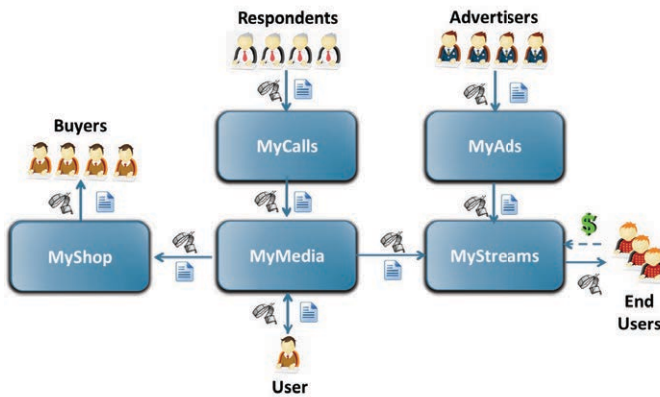 Respondents
Advertisers
Buyers
MyCalls
MyAds
$
MyShop
MyMedia
MyStreams
End
Users
User